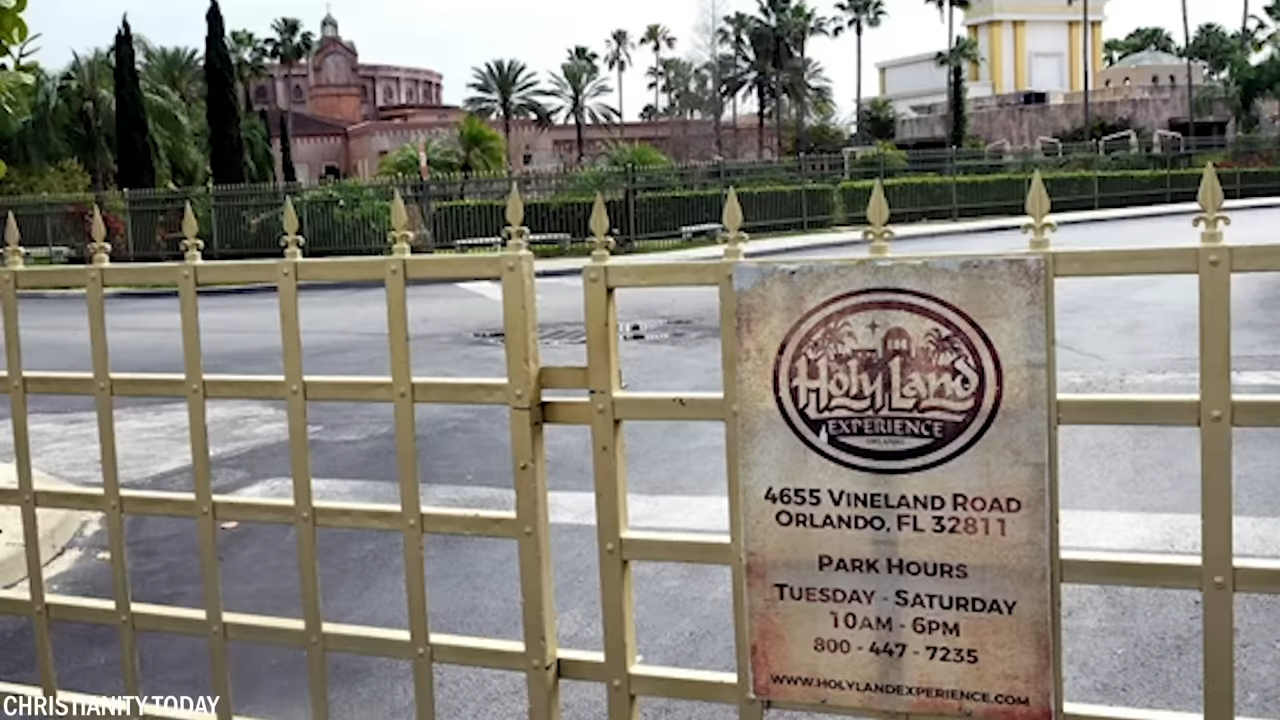 Holy Land
EXPERIENCE
ORLANDO
4655 VINELAND ROAD
ORLANDO, FL 32811
PARK HOURS
TUESDAY - SATURDAY
10AM - 6PM
800 - 447 - 7235
WWW.HOLYLANDEXPERIENCE.COM
CHRISTIANITY TODAY